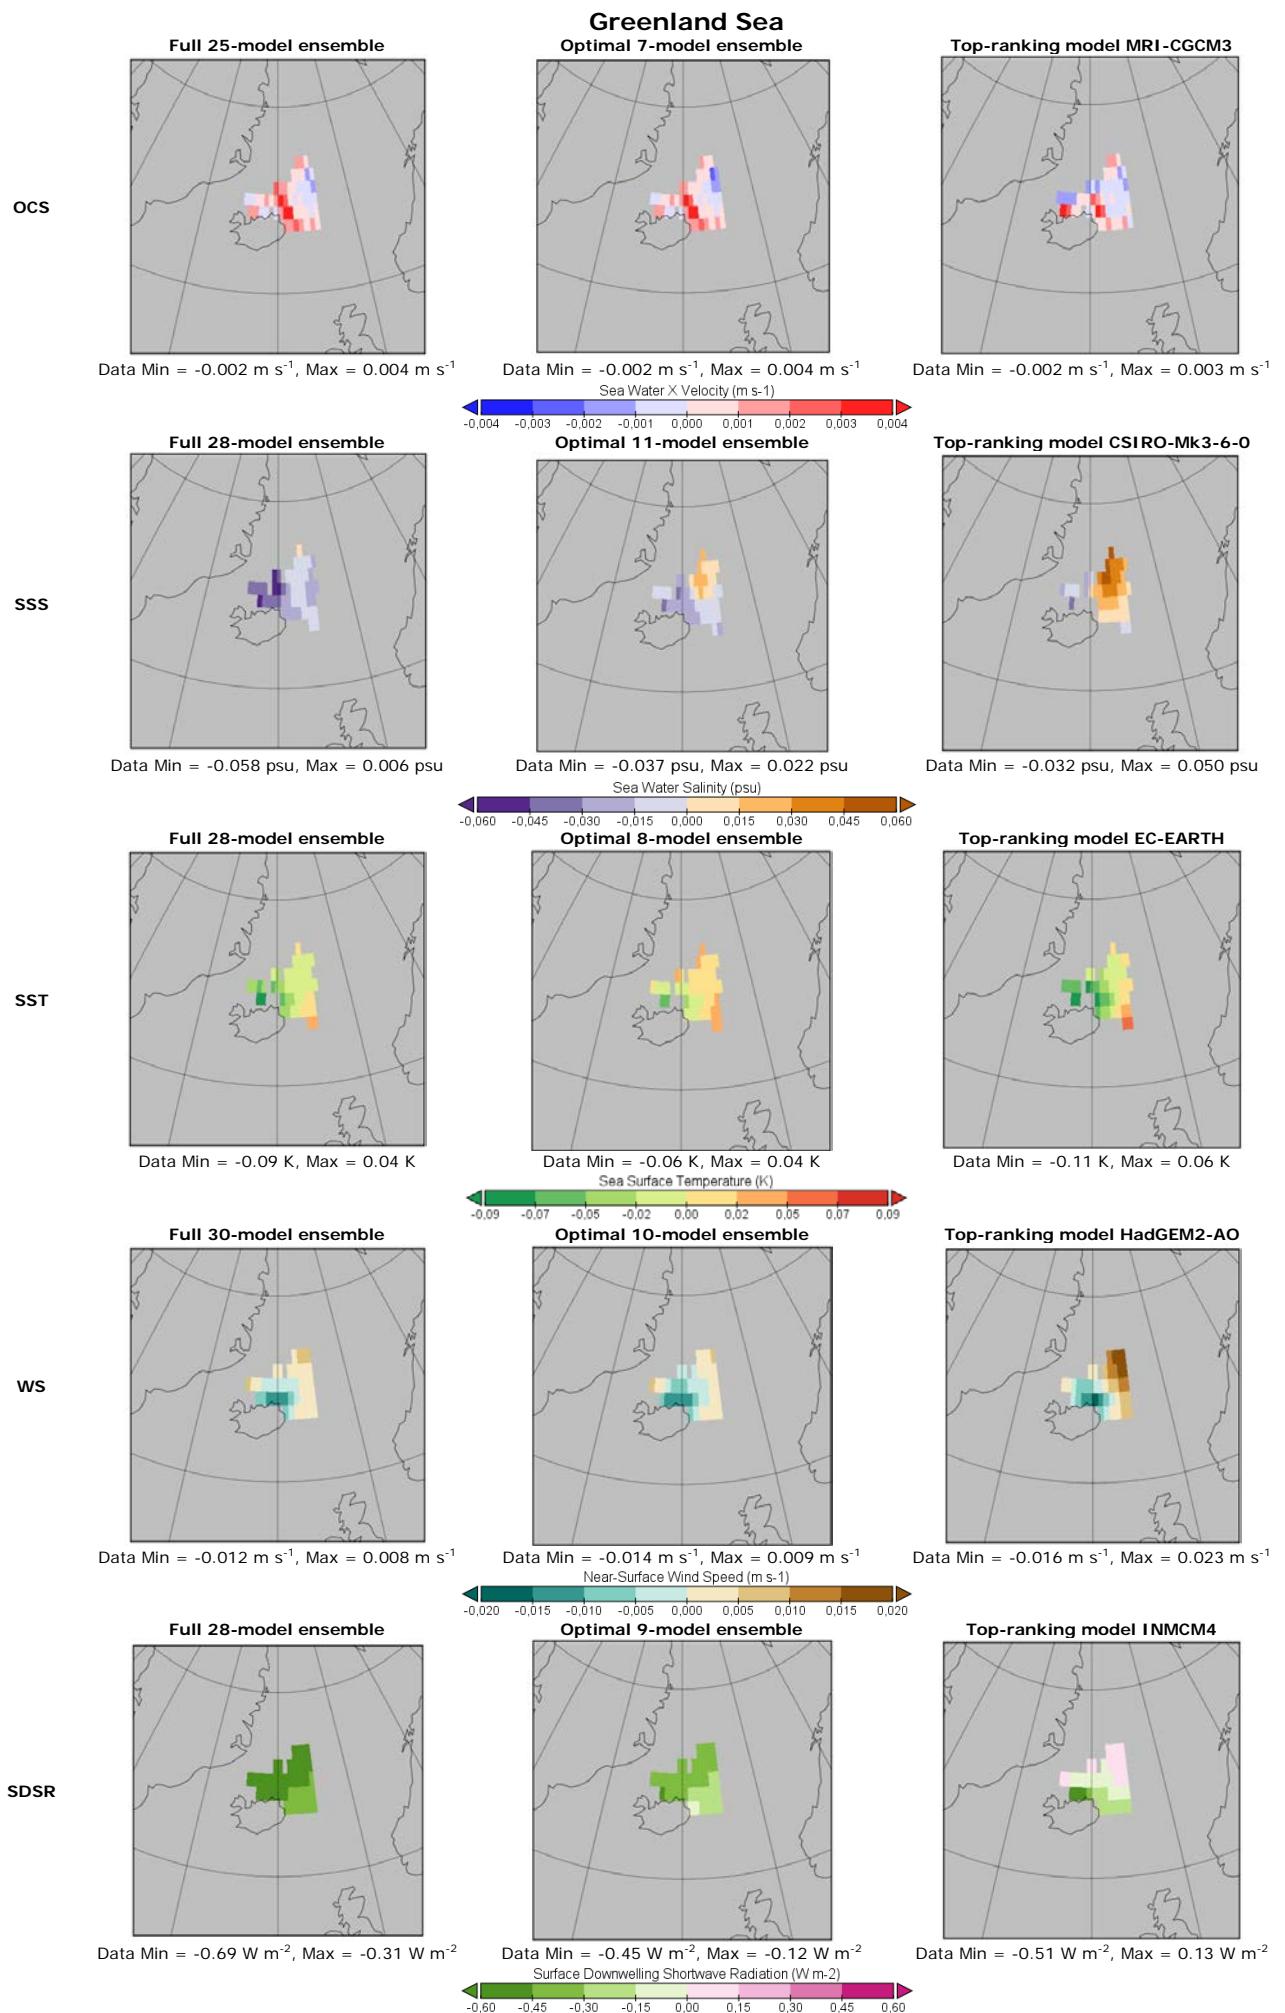 Greenland Sea
Full 25-model ensemble Optimal 7-model ensemble Top-ranking model MRI-CGCM3
OCS
Data Min = -0.002 m s⁻¹, Max = 0.004 m s⁻¹ Data Min = -0.002 m s⁻¹, Max = 0.004 m s⁻¹ Data Min = -0.002 m s⁻¹, Max = 0.003 m s⁻¹
Sea Water X Velocity (m s-1)
-0,004 -0,003 -0,002 -0,001 0,000 0,001 0,002 0,003 0,004
Full 28-model ensemble Optimal 11-model ensemble Top-ranking model CSIRO-Mk3-6-0
SSS
Data Min = -0.058 psu, Max = 0.006 psu Data Min = -0.037 psu, Max = 0.022 psu Data Min = -0.032 psu, Max = 0.050 psu
Sea Water Salinity (psu)
-0,060 -0,045 -0,030 -0,015 0,000 0,015 0,030 0,045 0,060
Full 28-model ensemble Optimal 8-model ensemble Top-ranking model EC-EARTH
SST
Data Min = -0.09 K, Max = 0.04 K Data Min = -0.06 K, Max = 0.04 K Data Min = -0.11 K, Max = 0.06 K
Sea Surface Temperature (K)
-0,09 -0,07 -0,05 -0,02 0,00 0,02 0,05 0,07 0,09
Full 30-model ensemble Optimal 10-model ensemble Top-ranking model HadGEM2-AO
WS
Data Min = -0.012 m s⁻¹, Max = 0.008 m s⁻¹ Data Min = -0.014 m s⁻¹, Max = 0.009 m s⁻¹ Data Min = -0.016 m s⁻¹, Max = 0.023 m s⁻¹
Near-Surface Wind Speed (m s-1)
-0,020 -0,015 -0,010 -0,005 0,000 0,005 0,010 0,015 0,020
Full 28-model ensemble Optimal 9-model ensemble Top-ranking model INMCM4
SDSR
Data Min = -0.69 W m⁻², Max = -0.31 W m⁻² Data Min = -0.45 W m⁻², Max = -0.12 W m⁻² Data Min = -0.51 W m⁻², Max = 0.13 W m⁻²
Surface Downwelling Shortwave Radiation (W m-2)
-0,60 -0,45 -0,30 -0,15 0,00 0,15 0,30 0,45 0,60